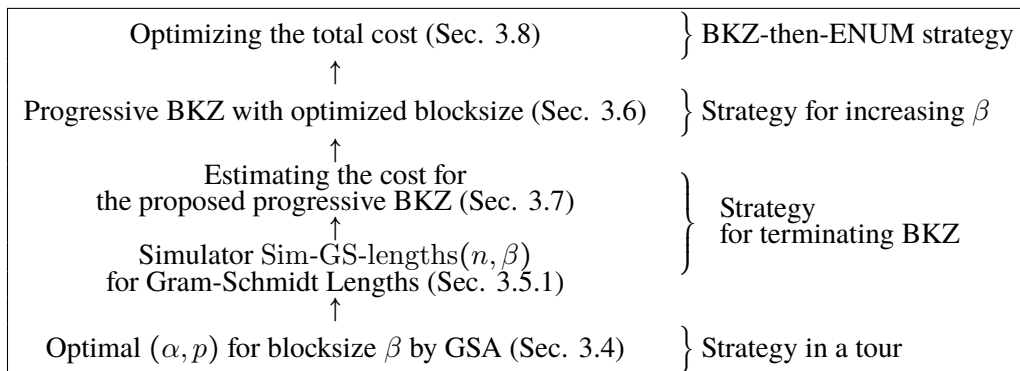 Optimizing the total cost (Sec. 3.8) } BKZ-then-ENUM strategy
↑
Progressive BKZ with optimized blocksize (Sec. 3.6) } Strategy for increasing β
↑
Estimating the cost for
the proposed progressive BKZ (Sec. 3.7)
↑
Simulator Sim-GS-lengths(n, β)
for Gram-Schmidt Lengths (Sec. 3.5.1)
} Strategy
for terminating BKZ
↑
Optimal (α, p) for blocksize β by GSA (Sec. 3.4) } Strategy in a tour